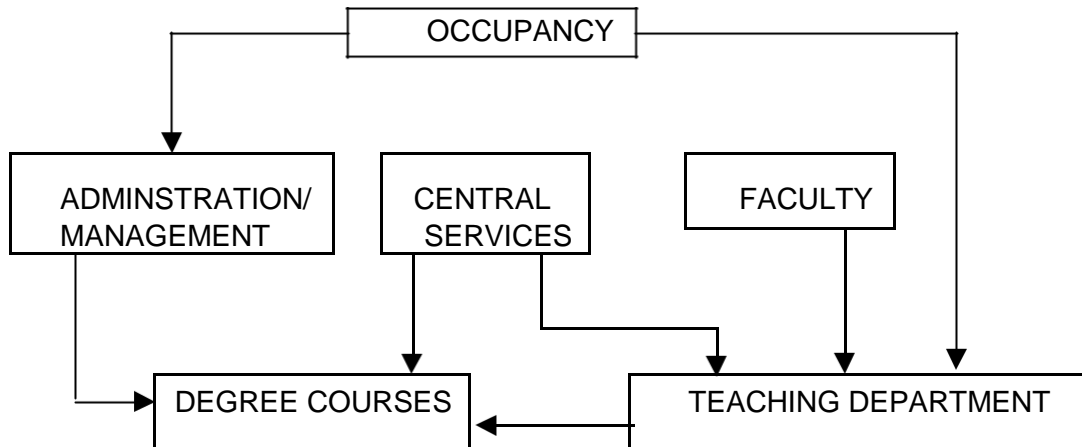 OCCUPANCY
ADMINSTRATION/
MANAGEMENT
CENTRAL
SERVICES
FACULTY
DEGREE COURSES
TEACHING DEPARTMENT